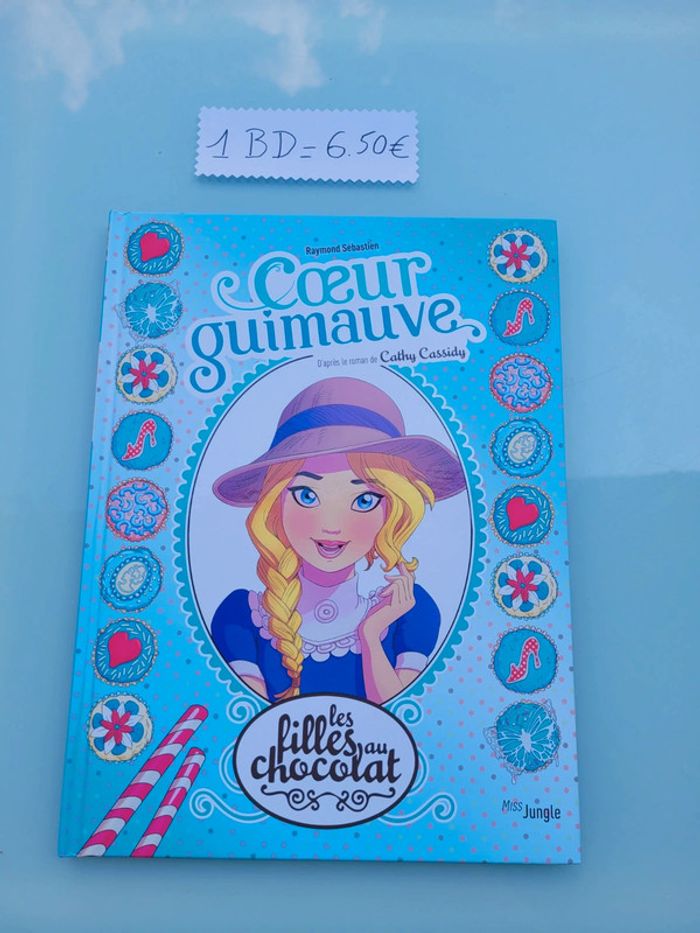 1 BD = 6.50€
Raymond Sébastien
Cœur
guimauve
D'après le roman de Cathy Cassidy
les
filles au
chocolat
Miss Jungle